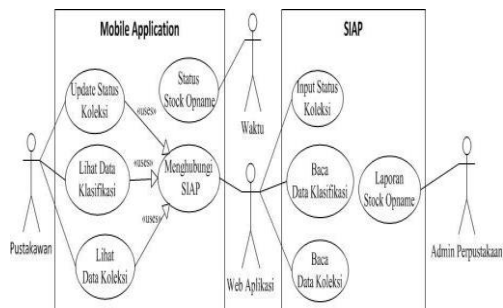 Mobile Application
SIAP
Update Status
Koleksi
«uses»
Status
Stock Opname
Waktu
Input Status
Koleksi
Lihat Data
Klasifikasi
«uses»
Menghubungi
SIAP
Baca
Data Klasifikasi
Laporan
Stock Opname
Pustakawan
«uses»
Web Aplikasi
Admin Perpustakaan
Lihat
Data Koleksi
Baca
Data Koleksi